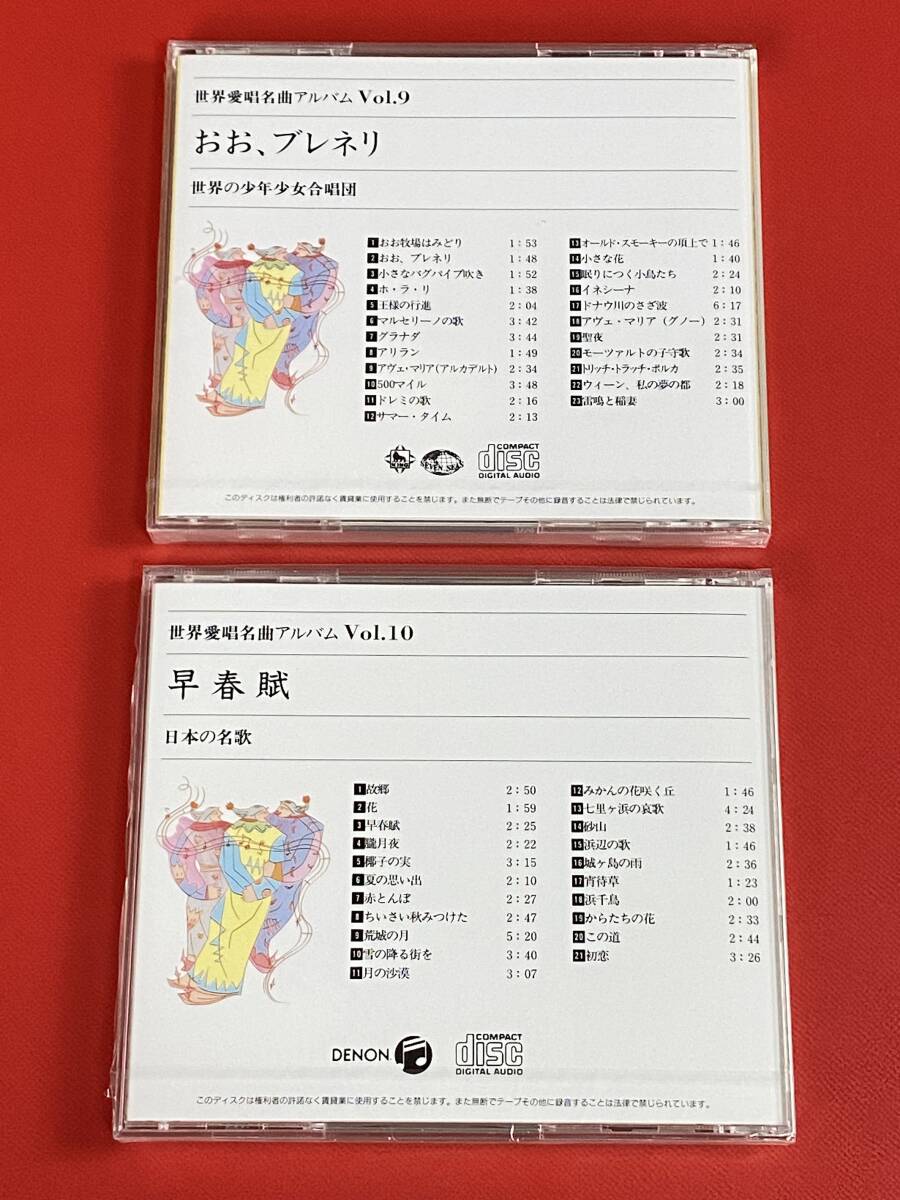 世界愛唱名曲アルバム Vol.9
おお、ブレネリ
世界の少年少女合唱団
1 おお牧場はみどり 1:53
2 おお、ブレネリ 1:48
3 小さなバグパイプ吹き 1:52
4 ホ・ラ・リ 1:38
5 王様の行進 2:04
6 マルセリーノの歌 3:42
7 グラナダ 3:44
8 アリラン 1:49
9 アヴェ・マリア(アルカデルト) 2:34
10 500マイル 3:48
11 ドレミの歌 2:16
12 サマー・タイム 2:13
13 オールド・スモーキーの頂上で 1:46
14 小さな花 1:40
15 眠りにつく小鳥たち 2:24
16 イネシーナ 2:10
17 ドナウ川のさざ波 6:17
18 アヴェ・マリア(グノー) 2:31
19 聖夜 2:31
20 モーツァルトの子守歌 2:34
21 トリッチ・トラッチ・ポルカ 2:35
22 ウィーン、私の夢の都 2:18
23 雷鳴と稲妻 3:00
KING
SEVEN SEAS
COMPACT
disc
DIGITAL AUDIO
このディスクは権利者の許諾なく賃貸業に使用することを禁じます。また無断でテープその他に録音することは法律で禁じられています。
世界愛唱名曲アルバム Vol.10
早春賦
日本の名歌
1 故郷 2:50
2 花 1:59
3 早春賦 2:25
4 朧月夜 2:22
5 椰子の実 3:15
6 夏の思い出 2:10
7 赤とんぼ 2:27
8 ちいさい秋みつけた 2:47
9 荒城の月 5:20
10 雪の降る街を 3:40
11 月の沙漠 3:07
12 みかんの花咲く丘 1:46
13 七里ヶ浜の哀歌 4:24
14 砂山 2:38
15 浜辺の歌 1:46
16 城ヶ島の雨 2:36
17 宵待草 1:23
18 浜千鳥 2:00
19 からたちの花 2:33
20 この道 2:44
21 初恋 3:26
DENON
COMPACT
disc
DIGITAL AUDIO
このディスクは権利者の許諾なく賃貸業に使用することを禁じます。また無断でテープその他に録音することは法律で禁じられています。